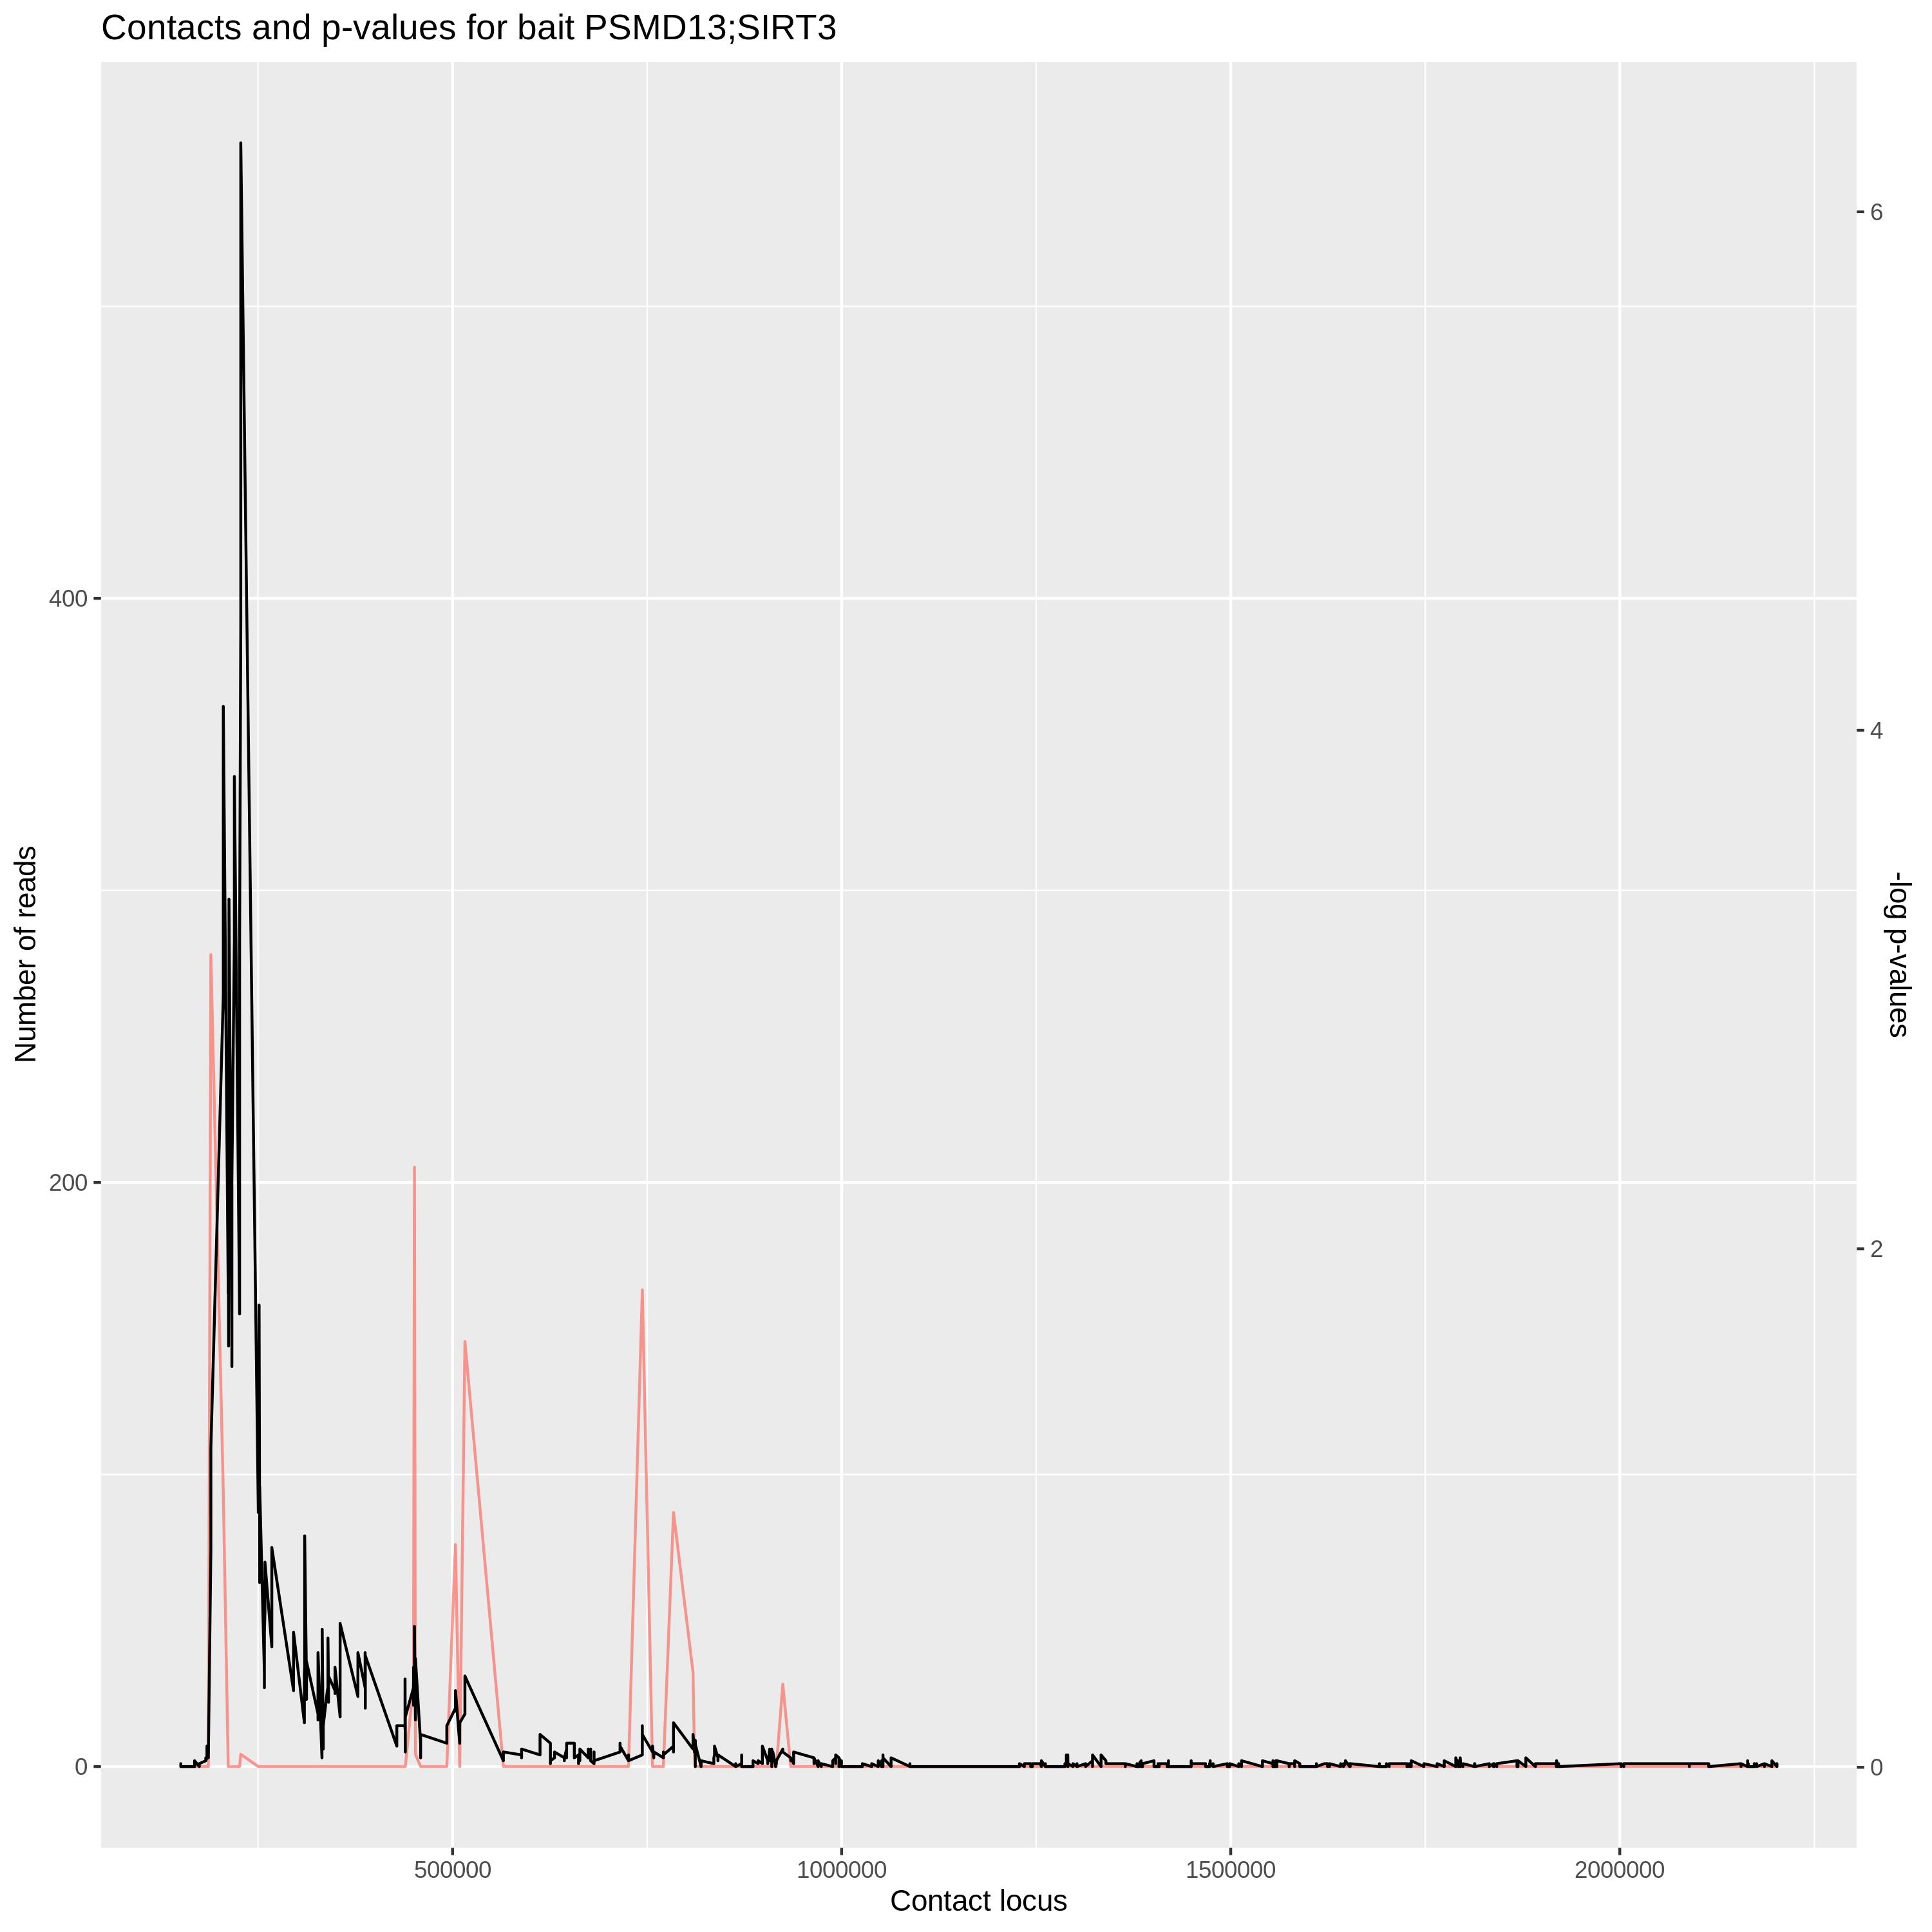 Contacts and p-values for bait PSMD13;SIRT3
Number of reads
400
200
0
6
4
2
0
-log p-values
500000
1000000
1500000
2000000
Contact locus